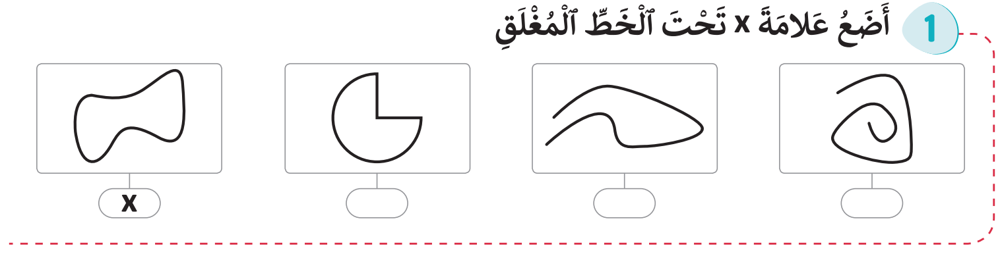 1 أَضَعُ عَلامَةَ x تَحْتَ ٱلْخَطِّ ٱلْمُغْلَقِ
x